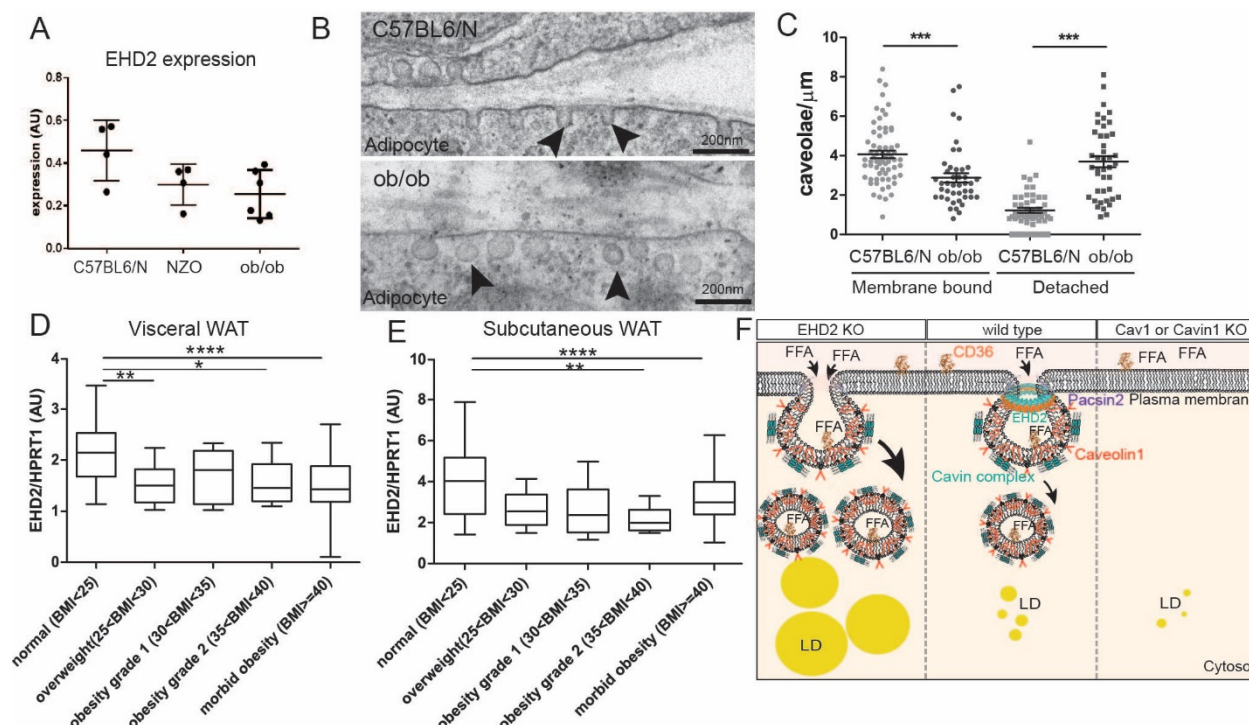 A
EHD2 expression
expression (AU)
0.8
0.6
0.4
0.2
0.0
C57BL6/N NZO ob/ob
B
C57BL6/N
Adipocyte
200nm
ob/ob
Adipocyte
200nm
C
*** ***
caveolae/μm
10
8
6
4
2
0
C57BL6/N ob/ob C57BL6/N ob/ob
Membrane bound Detached
D
Visceral WAT
****
*
**
EHD2/HPRT1 (AU)
4
3
2
1
0
normal (BMI<25)
overweight(25<BMI<30)
obesity grade 1 (30<BMI<35)
obesity grade 2 (35<BMI<40)
morbid obesity (BMI>=40)
E
Subcutaneous WAT
****
**
EHD2/HPRT1 (AU)
10
8
6
4
2
0
normal (BMI<25)
overweight(25<BMI<30)
obesity grade 1 (30<BMI<35)
obesity grade 2 (35<BMI<40)
morbid obesity (BMI>=40)
F
EHD2 KO wild type Cav1 or Cavin1 KO
FFA FFA CD36 FFA FFA FFA
Pacsin2 Plasma membran
EHD2
FFA FFA
Caveolin1
Cavin complex
FFA FFA FFA
LD LD LD
Cytoso